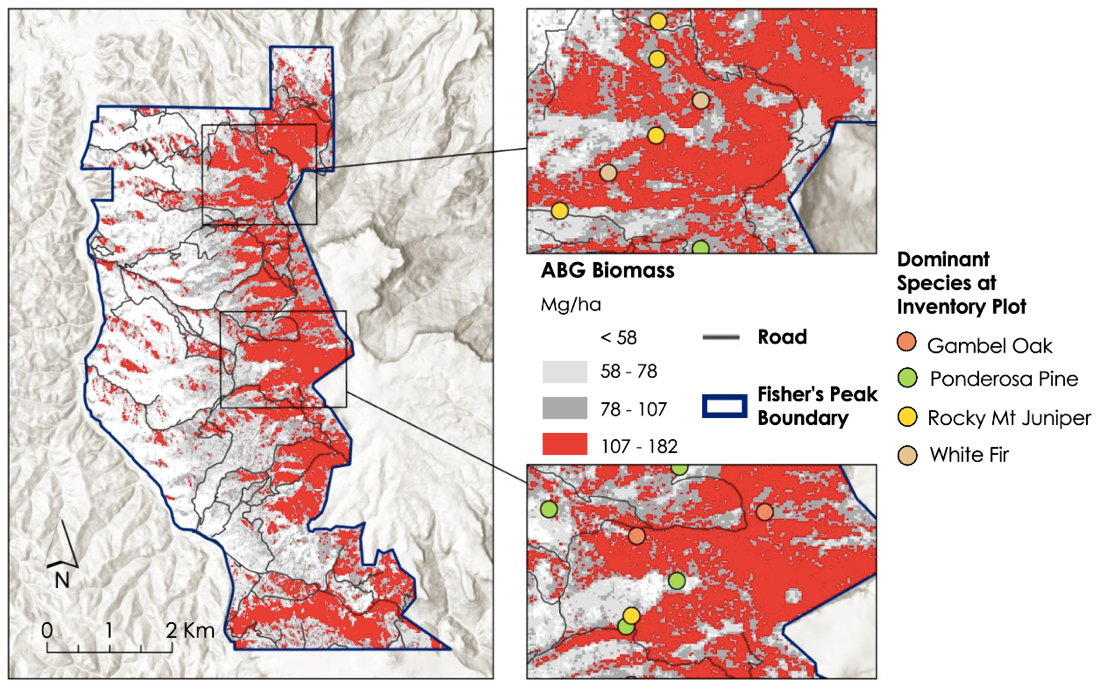 N
0 1 2 Km
ABG Biomass
Mg/ha
< 58
58 - 78
78 - 107
107 - 182
Road
Fisher's Peak
Boundary
Dominant
Species at
Inventory Plot
Gambel Oak
Ponderosa Pine
Rocky Mt Juniper
White Fir